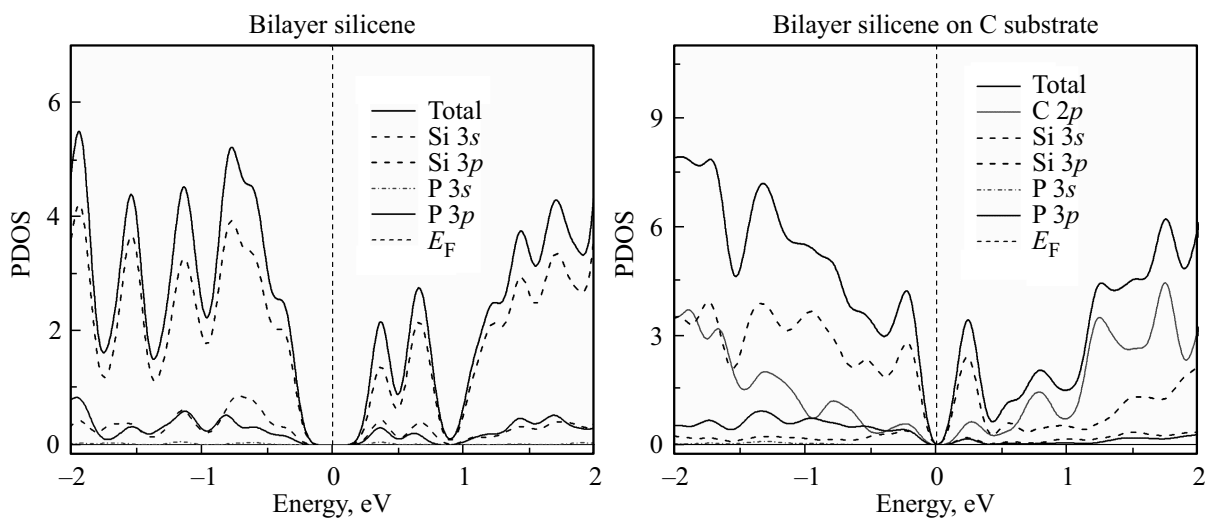 Bilayer silicene
PDOS
6
4
2
0
Total
Si 3s
Si 3p
P 3s
P 3p
E_F
–2
–1
0
1
2
Energy, eV
Bilayer silicene on C substrate
PDOS
9
6
3
0
Total
C 2p
Si 3s
Si 3p
P 3s
P 3p
E_F
–2
–1
0
1
2
Energy, eV